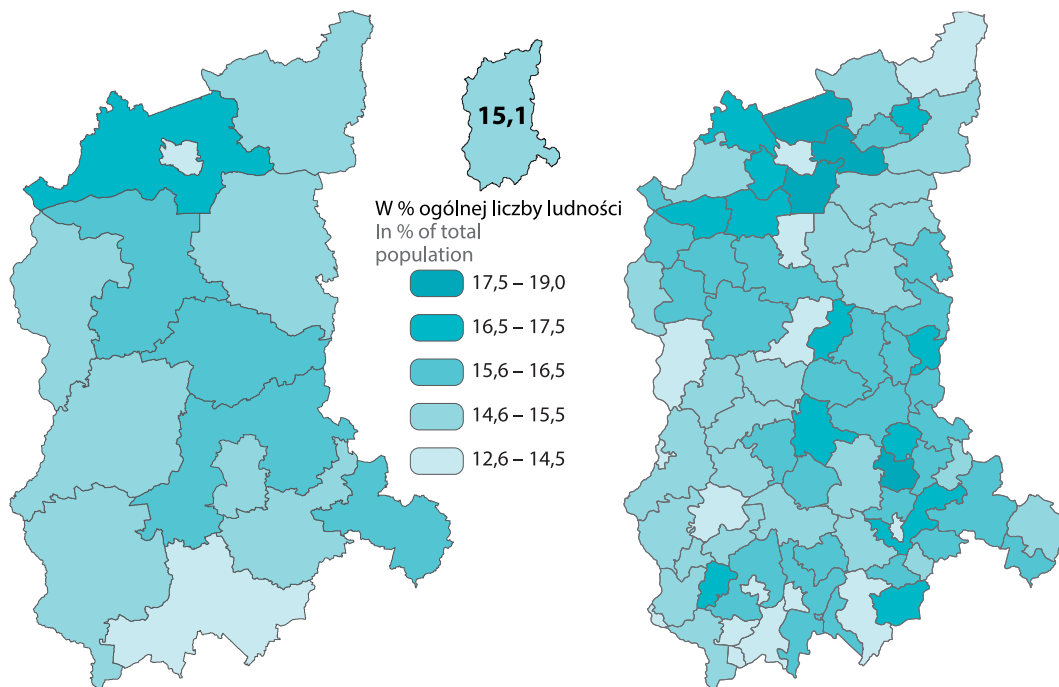 15,1
W % ogólnej liczby ludności
In % of total
population
17,5 – 19,0
16,5 – 17,5
15,6 – 16,5
14,6 – 15,5
12,6 – 14,5